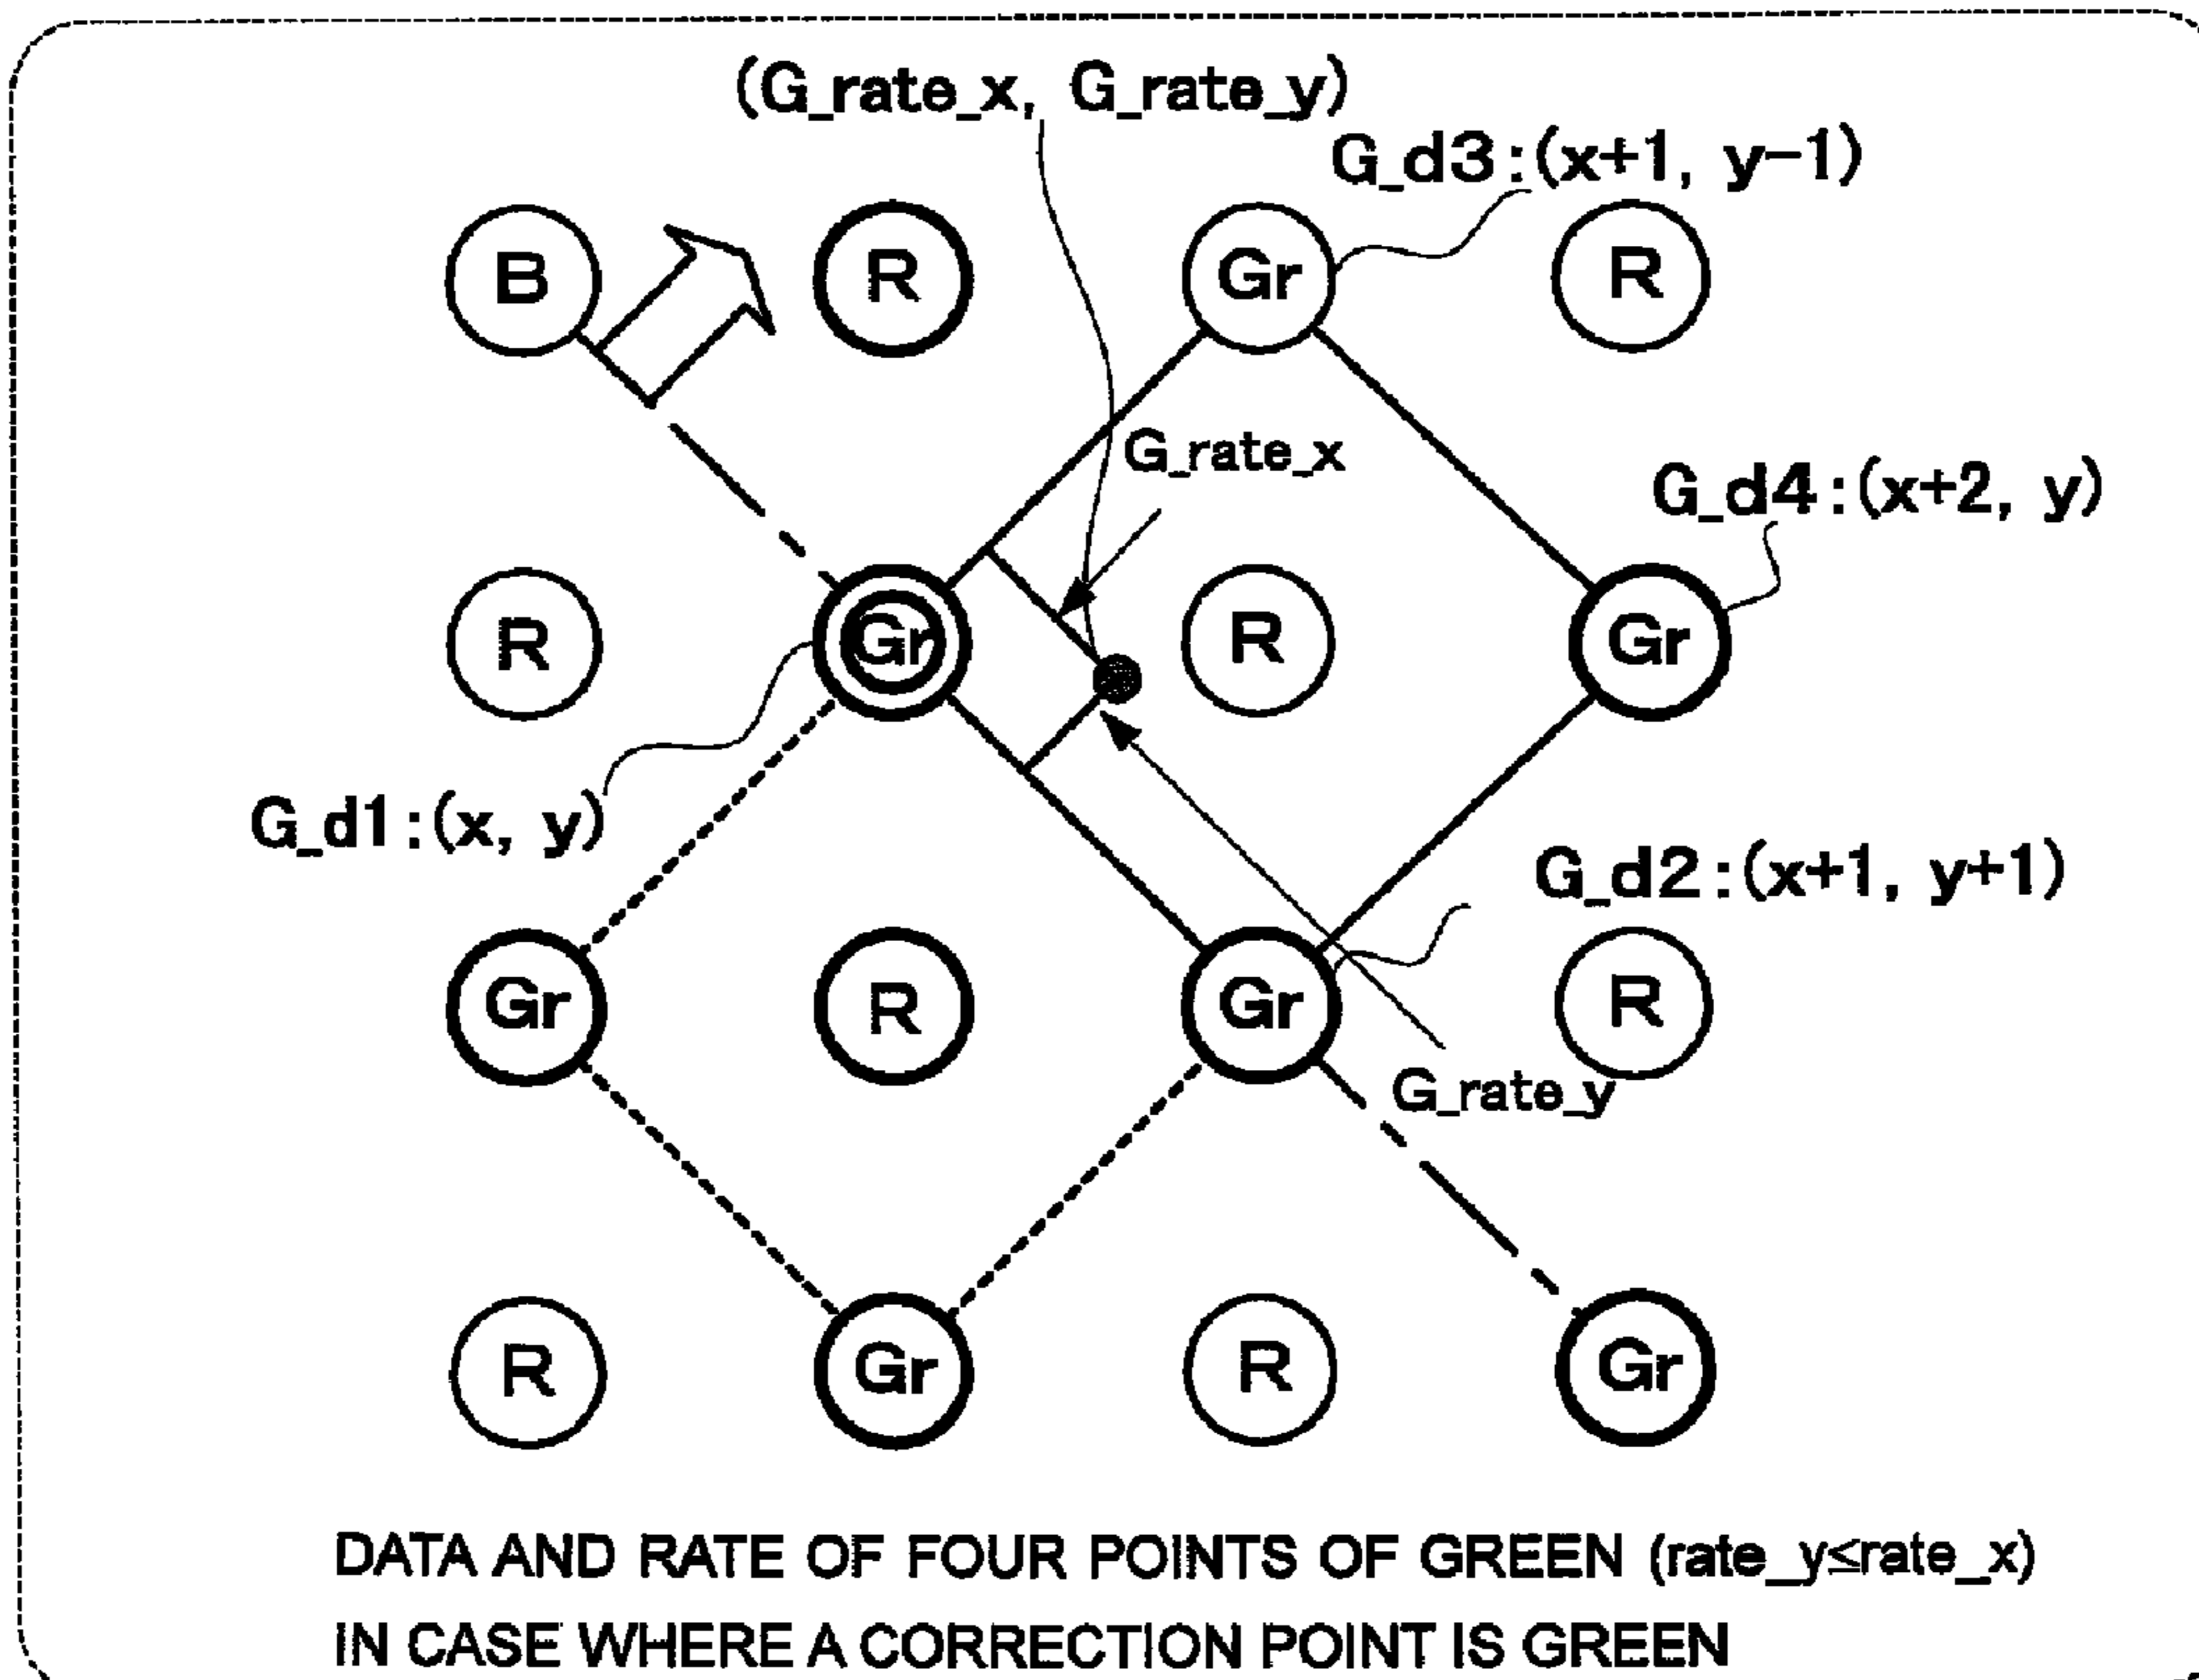 (G_rate_x, G_rate_y)
G_d3:(x+1, y-1)
B R Gr R
G_rate_x
G_d4:(x+2, y)
R Gr R Gr
G_d1:(x, y)
G_d2:(x+1, y+1)
Gr R Gr R
G_rate_y
R Gr R Gr
DATA AND RATE OF FOUR POINTS OF GREEN (rate_y≤rate_x)
IN CASE WHERE A CORRECTION POINT IS GREEN